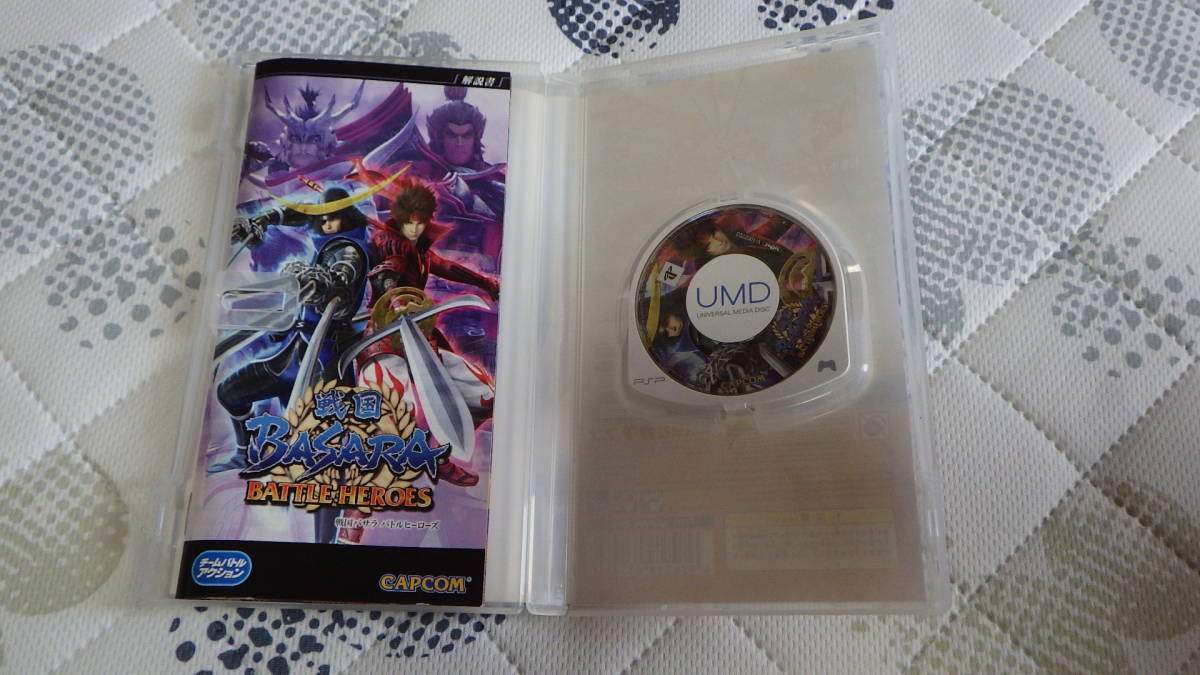 「解説書」
戦国
BASARA
BATTLE HEROES
戦国バサラ バトルヒーローズ
チームバトル
アクション
CAPCOM
UMD
UNIVERSAL MEDIA DISC
PSP
CAPCOM